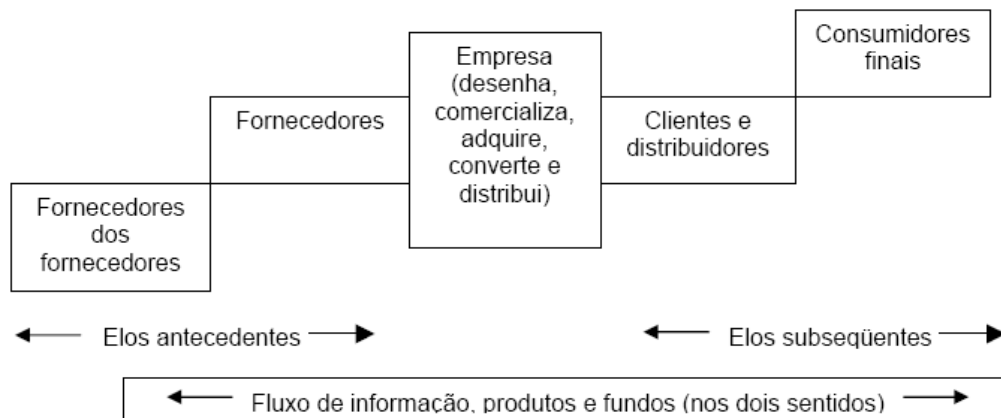 Fornecedores
dos
fornecedores
Fornecedores
Empresa
(desenha,
comercializa,
adquire,
converte e
distribui)
Clientes e
distribuidores
Consumidores
finais
Elos antecedentes
Elos subseqüentes
Fluxo de informação, produtos e fundos (nos dois sentidos)